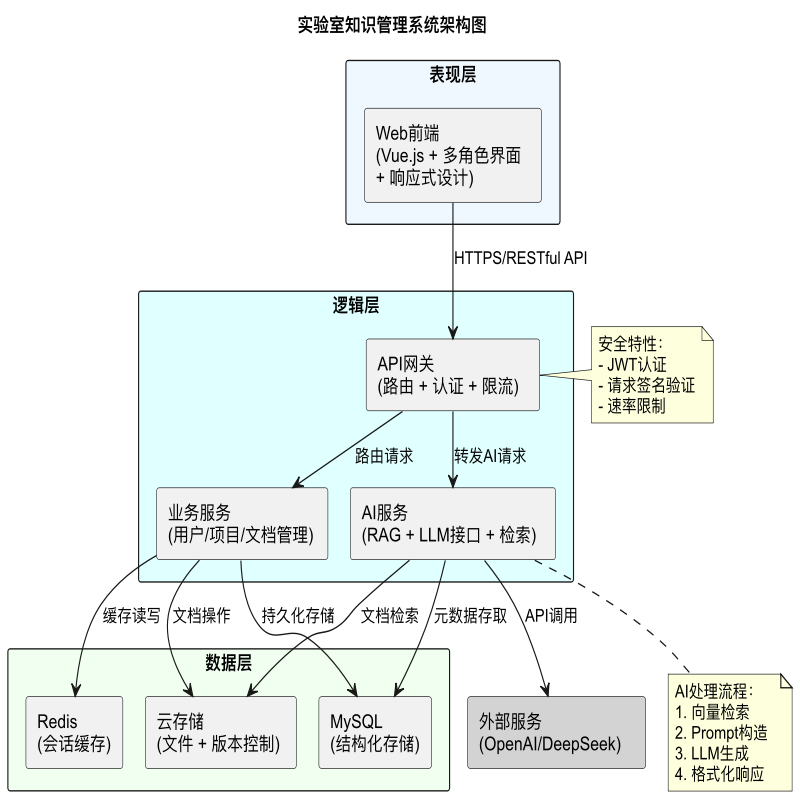 实验室知识管理系统架构图
表现层
Web前端
(Vue.js + 多角色界面
+ 响应式设计)
HTTPS/RESTful API
逻辑层
API网关
(路由 + 认证 + 限流)
安全特性：
- JWT认证
- 请求签名验证
- 速率限制
路由请求
转发AI请求
业务服务
(用户/项目/文档管理)
AI服务
(RAG + LLM接口 + 检索)
缓存读写
文档操作
持久化存储
文档检索
元数据存取
API调用
数据层
Redis
(会话缓存)
云存储
(文件 + 版本控制)
MySQL
(结构化存储)
外部服务
(OpenAI/DeepSeek)
AI处理流程：
1. 向量检索
2. Prompt构造
3. LLM生成
4. 格式化响应